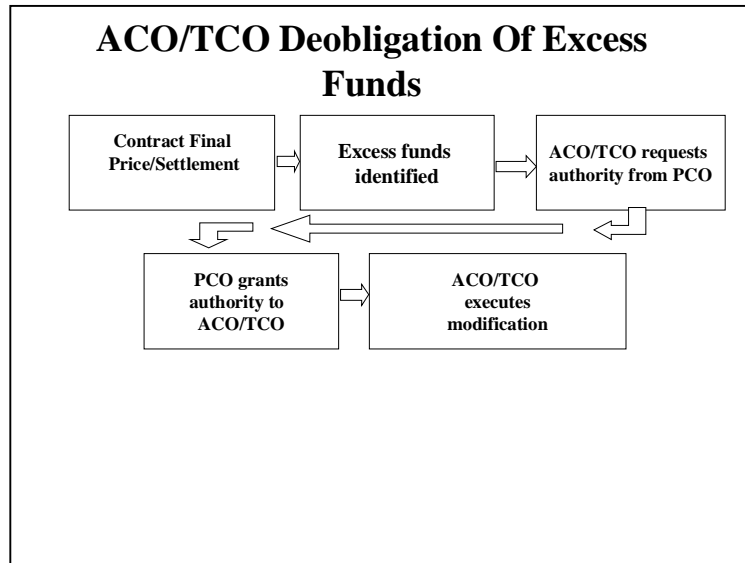 ACO/TCO Deobligation Of Excess
Funds
Contract Final
Price/Settlement
Excess funds
identified
ACO/TCO requests
authority from PCO
PCO grants
authority to
ACO/TCO
ACO/TCO
executes
modification